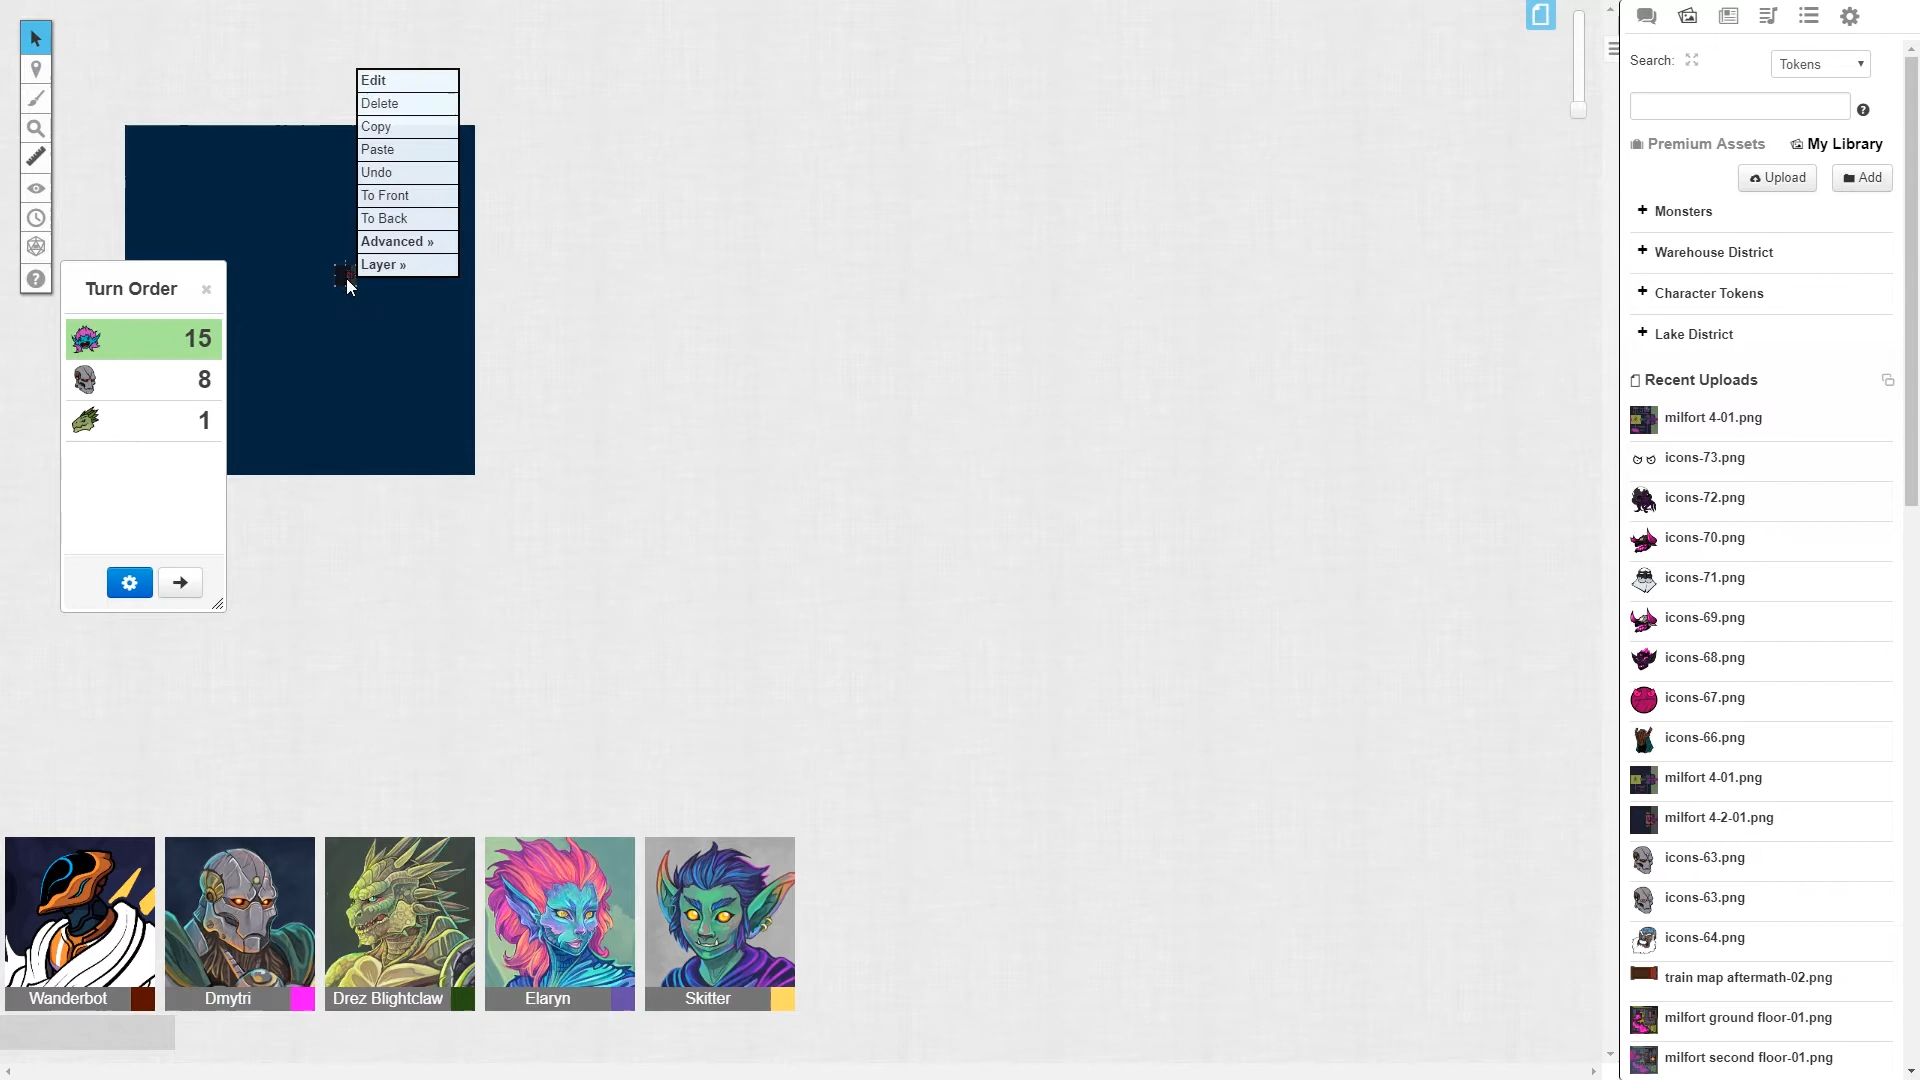 Edit
Delete
Copy
Paste
Undo
To Front
To Back
Advanced »
Layer »
Turn Order
15
8
1
Wanderbot
Dmytri
Drez Blightclaw
Elaryn
Skitter
Search:
Tokens
Premium Assets
My Library
Upload
Add
Monsters
Warehouse District
Character Tokens
Lake District
Recent Uploads
milfort 4-01.png
icons-73.png
icons-72.png
icons-70.png
icons-71.png
icons-69.png
icons-68.png
icons-67.png
icons-66.png
milfort 4-01.png
milfort 4-2-01.png
icons-63.png
icons-63.png
icons-64.png
train map aftermath-02.png
milfort ground floor-01.png
milfort second floor-01.png